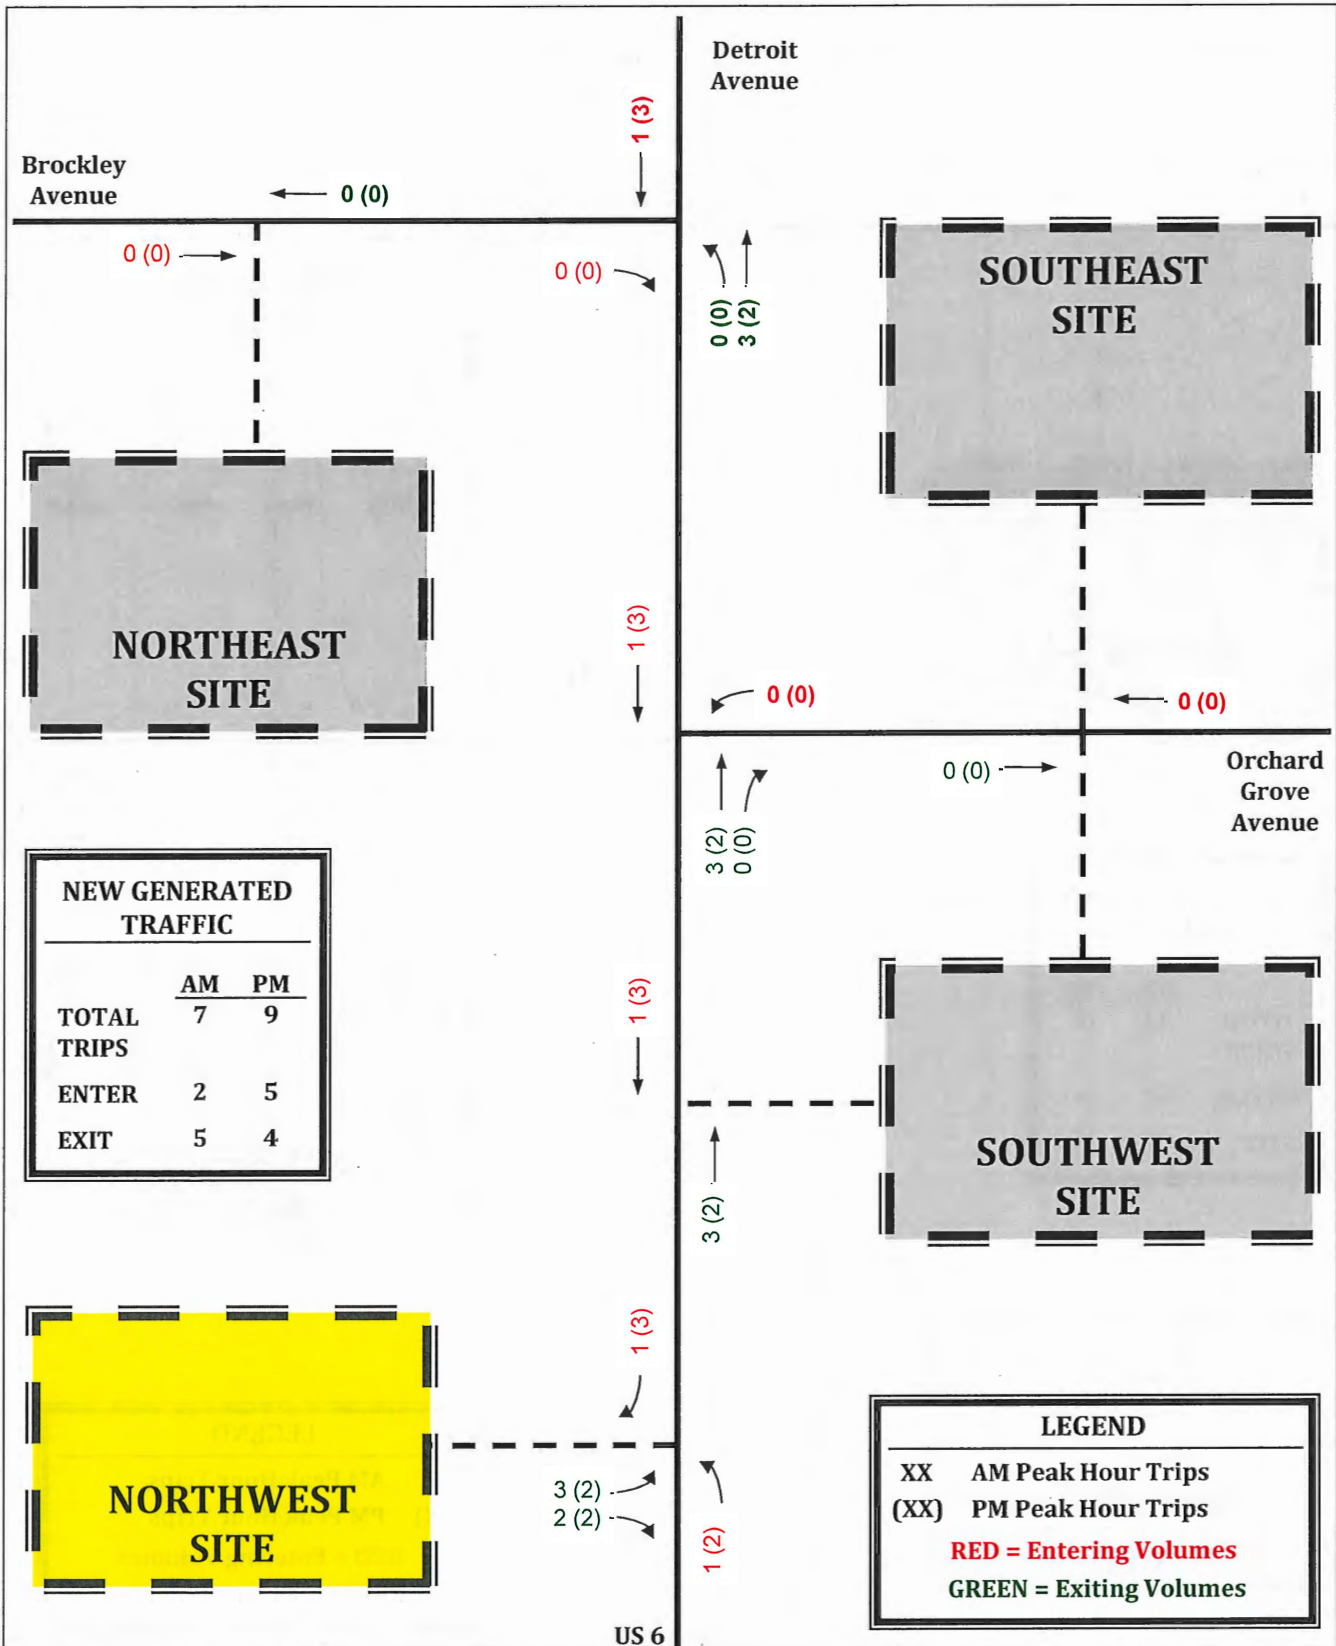 Detroit
Avenue
1 (3)
Brockley
Avenue
0 (0)
0 (0)
0 (0)
0 (0)
3 (2)
SOUTHEAST
SITE
NORTHEAST
SITE
1 (3)
0 (0)
0 (0)
0 (0)
Orchard
Grove
Avenue
3 (2)
0 (0)
NEW GENERATED
TRAFFIC
AM PM
TOTAL 7 9
TRIPS
ENTER 2 5
EXIT 5 4
1 (3)
3 (2)
SOUTHWEST
SITE
1 (3)
NORTHWEST
SITE
3 (2)
2 (2)
1 (2)
US 6
LEGEND
XX AM Peak Hour Trips
(XX) PM Peak Hour Trips
RED = Entering Volumes
GREEN = Exiting Volumes